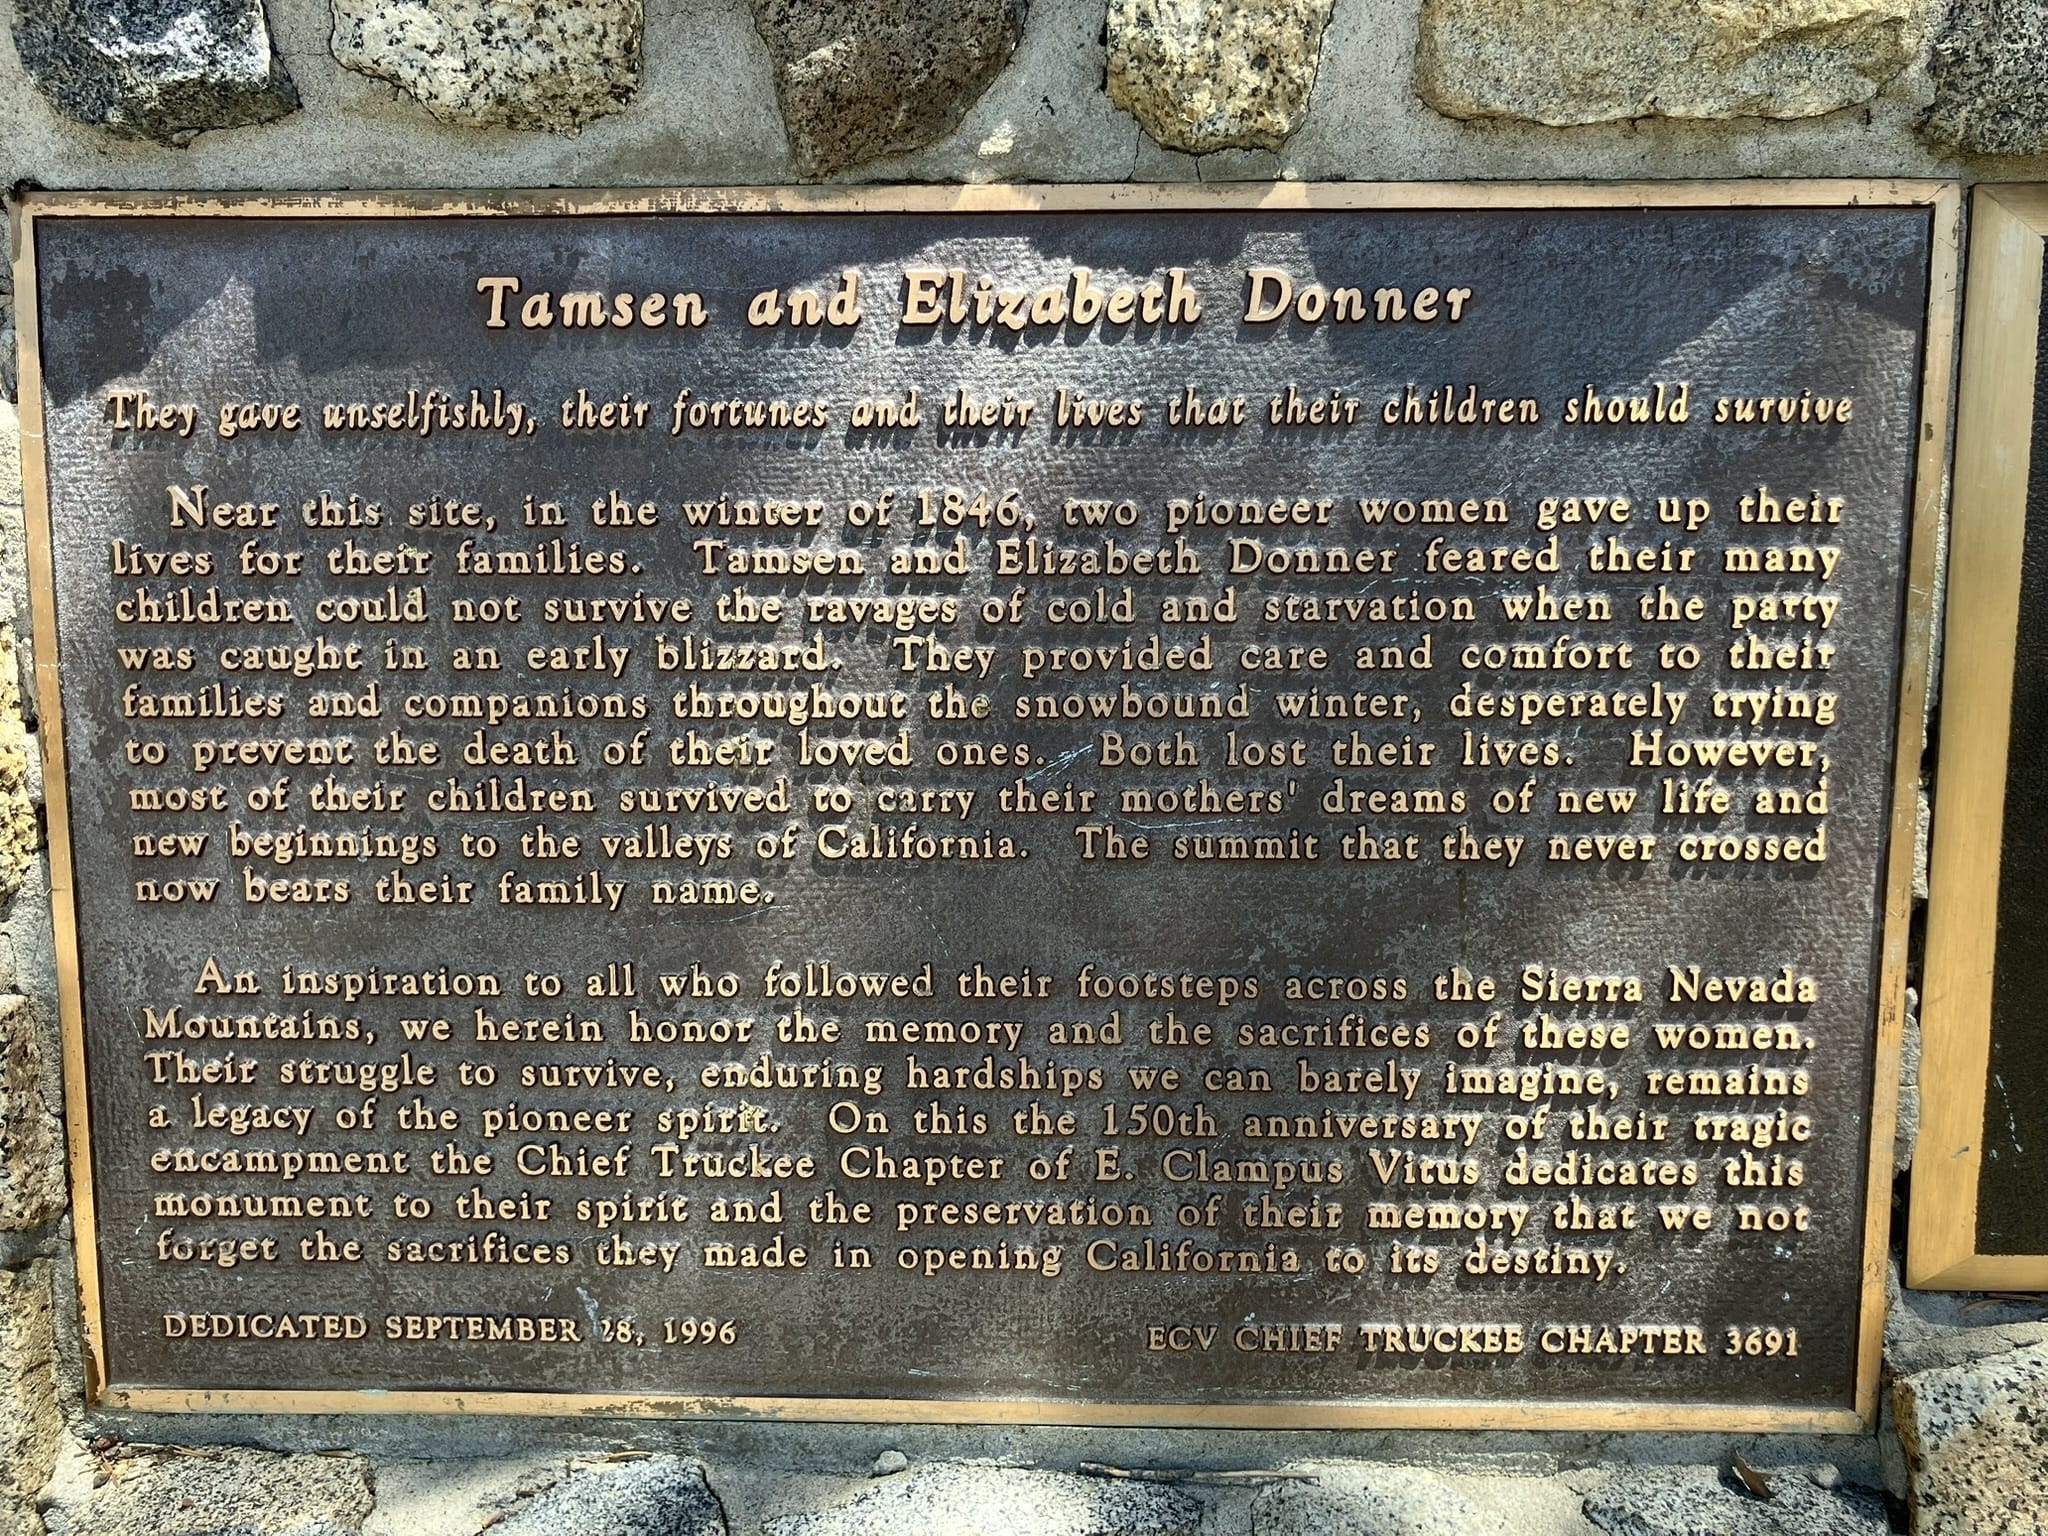 Tamsen and Elizabeth Donner
They gave unselfishly, their fortunes and their lives that their children should survive
Near this site, in the winter of 1846, two pioneer women gave up their
lives for their families. Tamsen and Elizabeth Donner feared their many
children could not survive the ravages of cold and starvation when the party
was caught in an early blizzard. They provided care and comfort to their
families and companions throughout the snowbound winter, desperately trying
to prevent the death of their loved ones. Both lost their lives. However,
most of their children survived to carry their mothers' dreams of new life and
new beginnings to the valleys of California. The summit that they never crossed
now bears their family name.
An inspiration to all who followed their footsteps across the Sierra Nevada
Mountains, we herein honor the memory and the sacrifices of these women.
Their struggle to survive, enduring hardships we can barely imagine, remains
a legacy of the pioneer spirit. On this the 150th anniversary of their tragic
encampment the Chief Truckee Chapter of E. Clampus Vitus dedicates this
monument to their spirit and the preservation of their memory that we not
forget the sacrifices they made in opening California to its destiny.
DEDICATED SEPTEMBER 28, 1996
ECV CHIEF TRUCKEE CHAPTER 3691